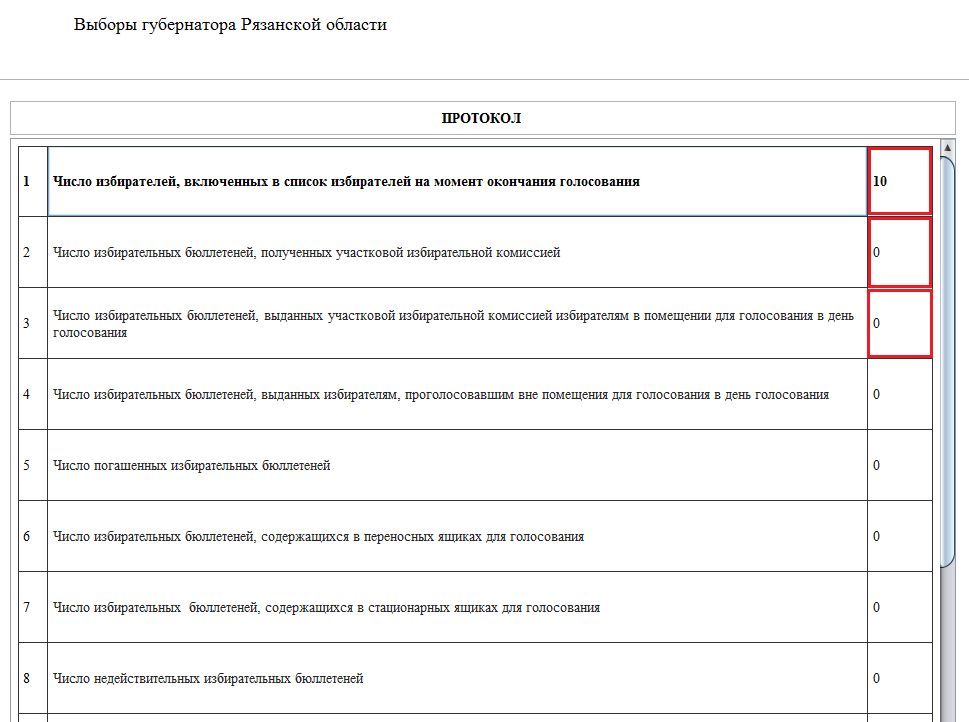 Выборы губернатора Рязанской области
ПРОТОКОЛ
1 Число избирателей, включенных в список избирателей на момент окончания голосования 10
2 Число избирательных бюллетеней, полученных участковой избирательной комиссией 0
3 Число избирательных бюллетеней, выданных участковой избирательной комиссией избирателям в помещении для голосования в день
голосования 0
4 Число избирательных бюллетеней, выданных избирателям, проголосовавшим вне помещения для голосования в день голосования 0
5 Число погашенных избирательных бюллетеней 0
6 Число избирательных бюллетеней, содержащихся в переносных ящиках для голосования 0
7 Число избирательных  бюллетеней, содержащихся в стационарных ящиках для голосования 0
8 Число недействительных избирательных бюллетеней 0